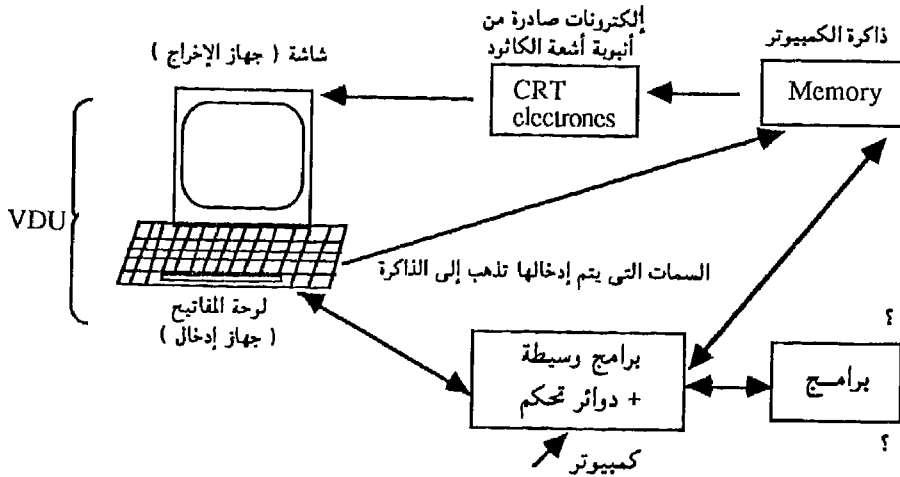 إلكترونات صادرة من
أنبوبة أشعة الكاثود
ذاكرة الكمبيوتر
شاشة ( جهاز الإخراج )
CRT
electrones
Memory
VDU
السمات التى يتم إدخالها تذهب إلى الذاكرة
لوحة المفاتيح
( جهاز إدخال )
؟
برامج وسيطة
+ دوائر تحكم
برامـج
؟
كمبيوتر